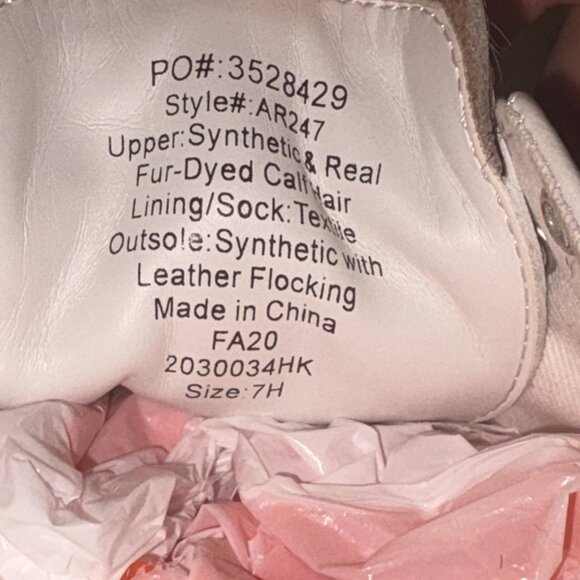 PO#:3528429
Style#:AR247
Upper:Synthetic & Real
Fur-Dyed Calf Hair
Lining/Sock:Textile
Outsole:Synthetic with
Leather Flocking
Made in China
FA20
2030034HK
Size:7H